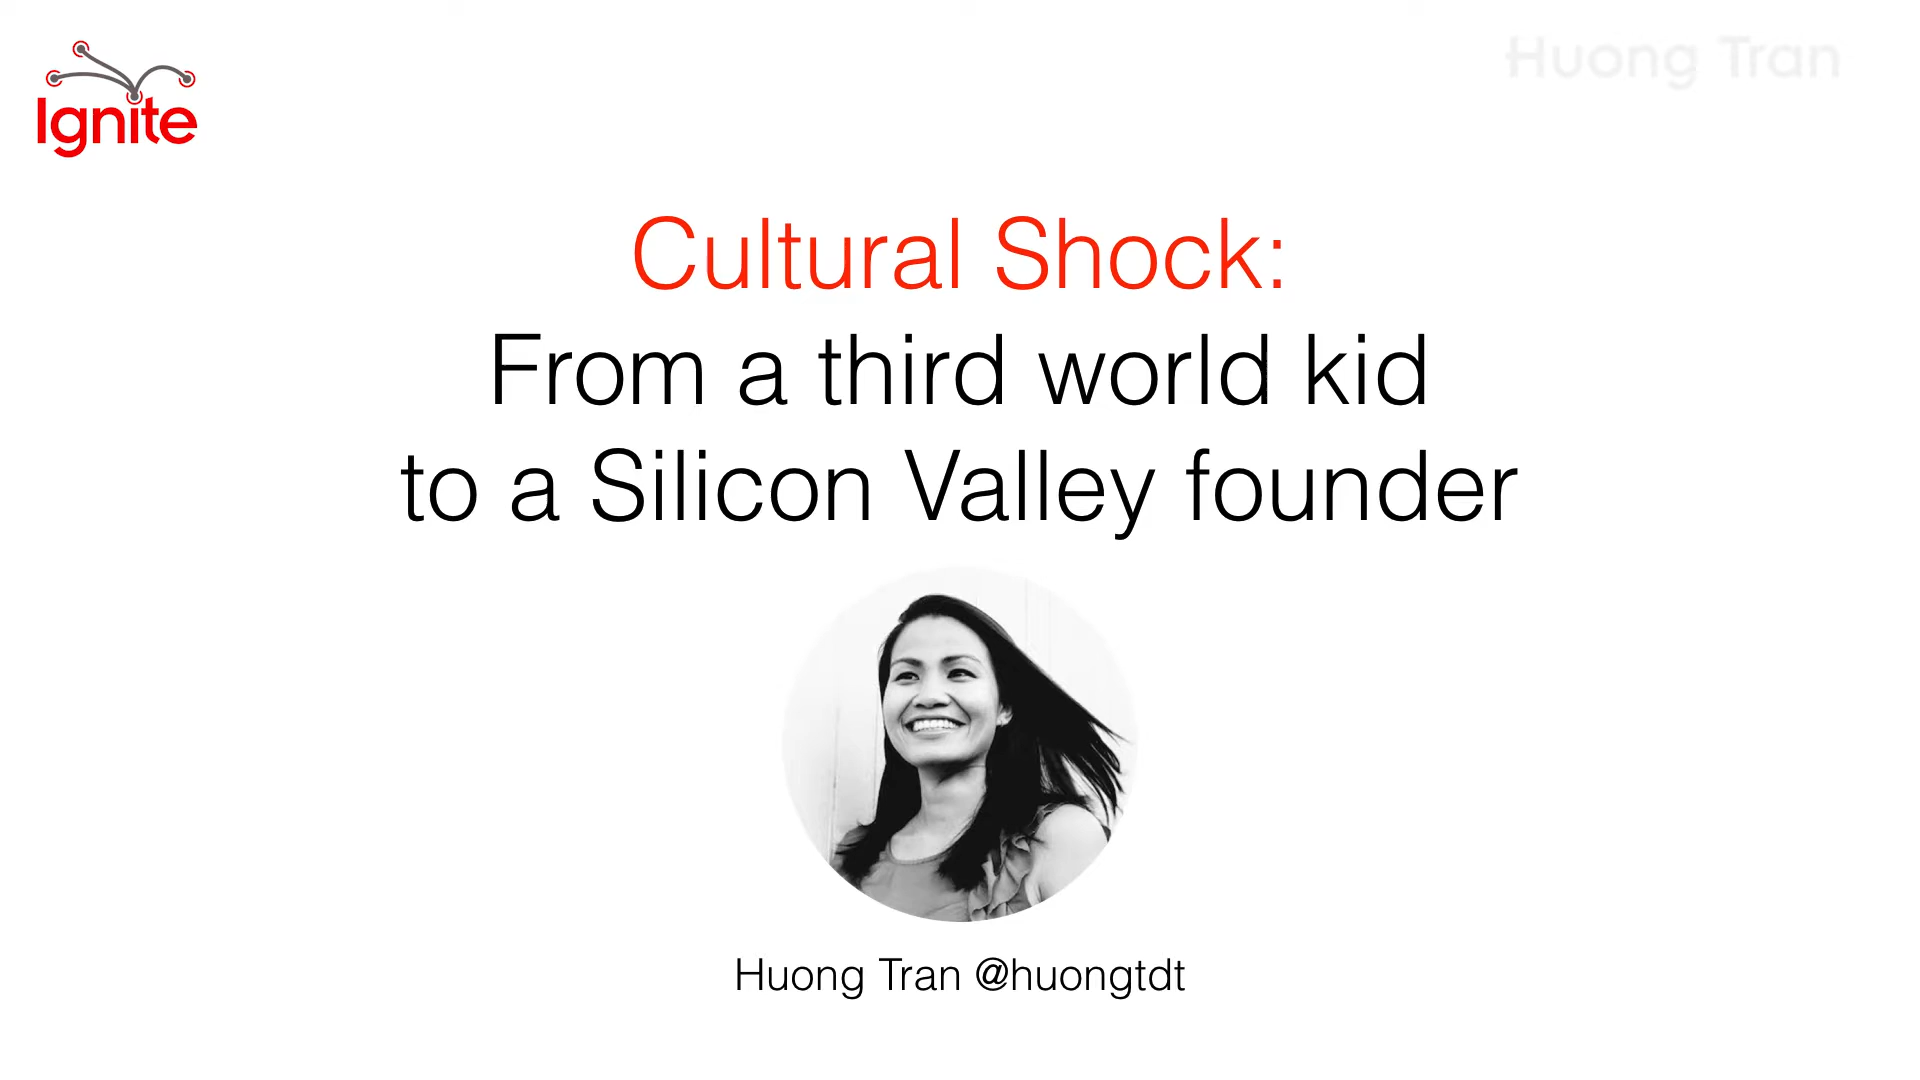 Ignite
Huong Tran
Cultural Shock:
From a third world kid
to a Silicon Valley founder
Huong Tran @huongtdt